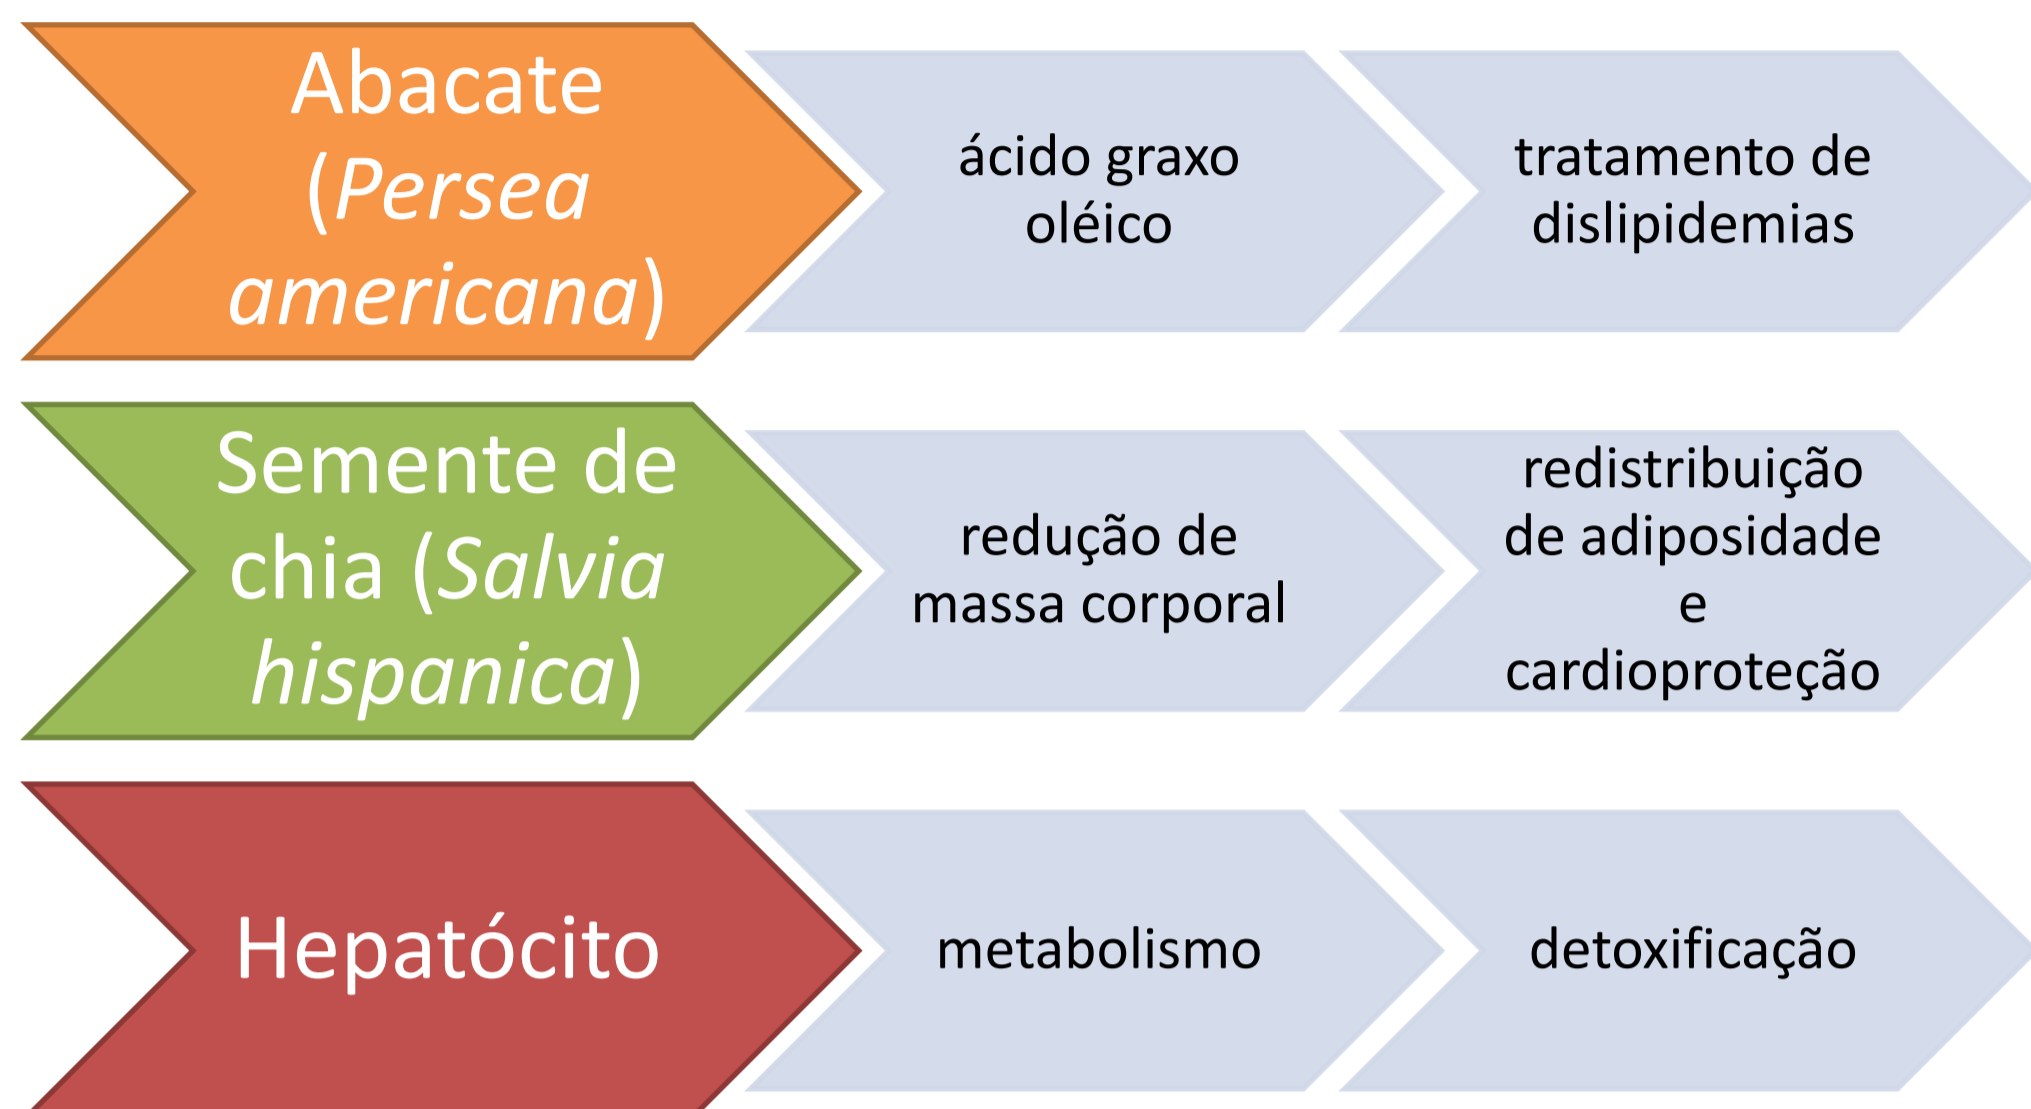 Abacate
(Persea
americana)
ácido graxo
oléico
tratamento de
dislipidemias
Semente de
chia (Salvia
hispanica)
redução de
massa corporal
redistribuição
de adiposidade
e
cardioproteção
Hepatócito
metabolismo
detoxificação